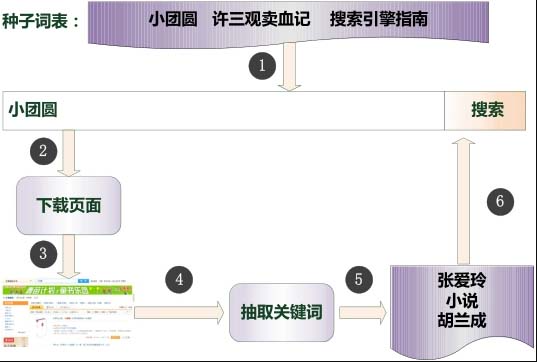 种子词表：
小团圆 许三观卖血记 搜索引擎指南
1
小团圆
搜索
2
下载页面
3
4
抽取关键词
5
张爱玲
小说
胡兰成
6